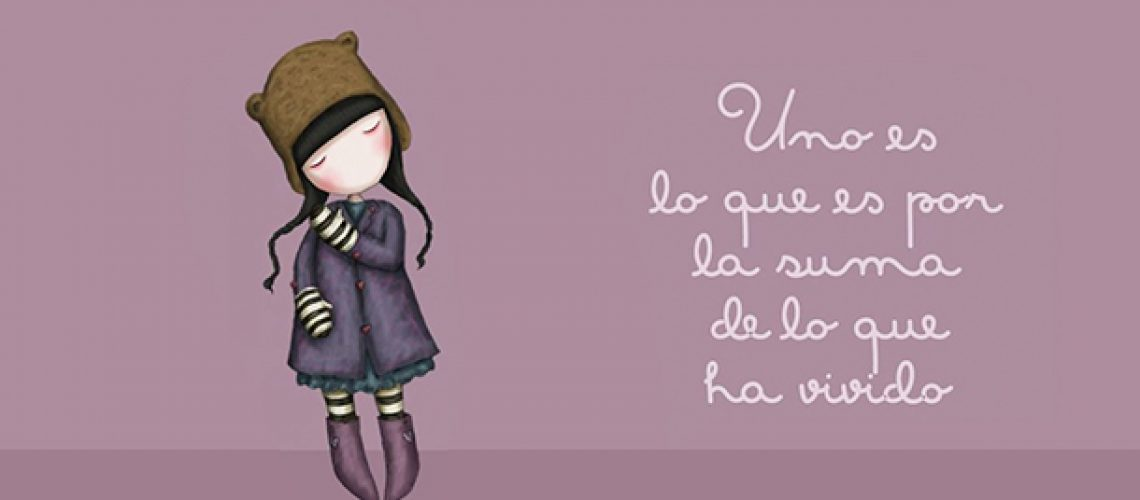 Uno es
lo que es por
la suma
de lo que
ha vivido